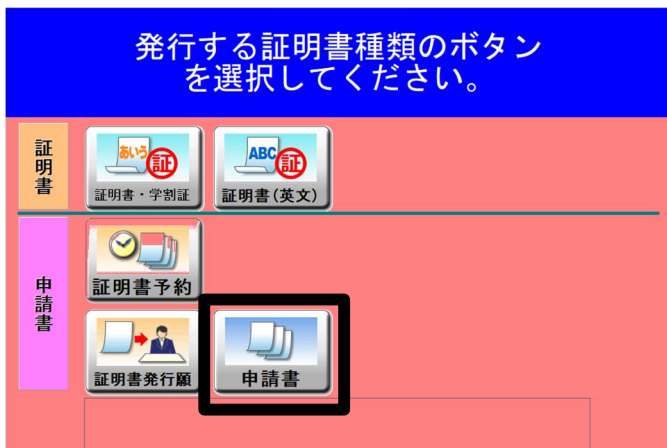 発行する証明書種類のボタン
を選択してください。
証明書
あいう 証
証明書・学割証
ABC 証
証明書(英文)
申請書
証明書予約
証明書発行願
申請書